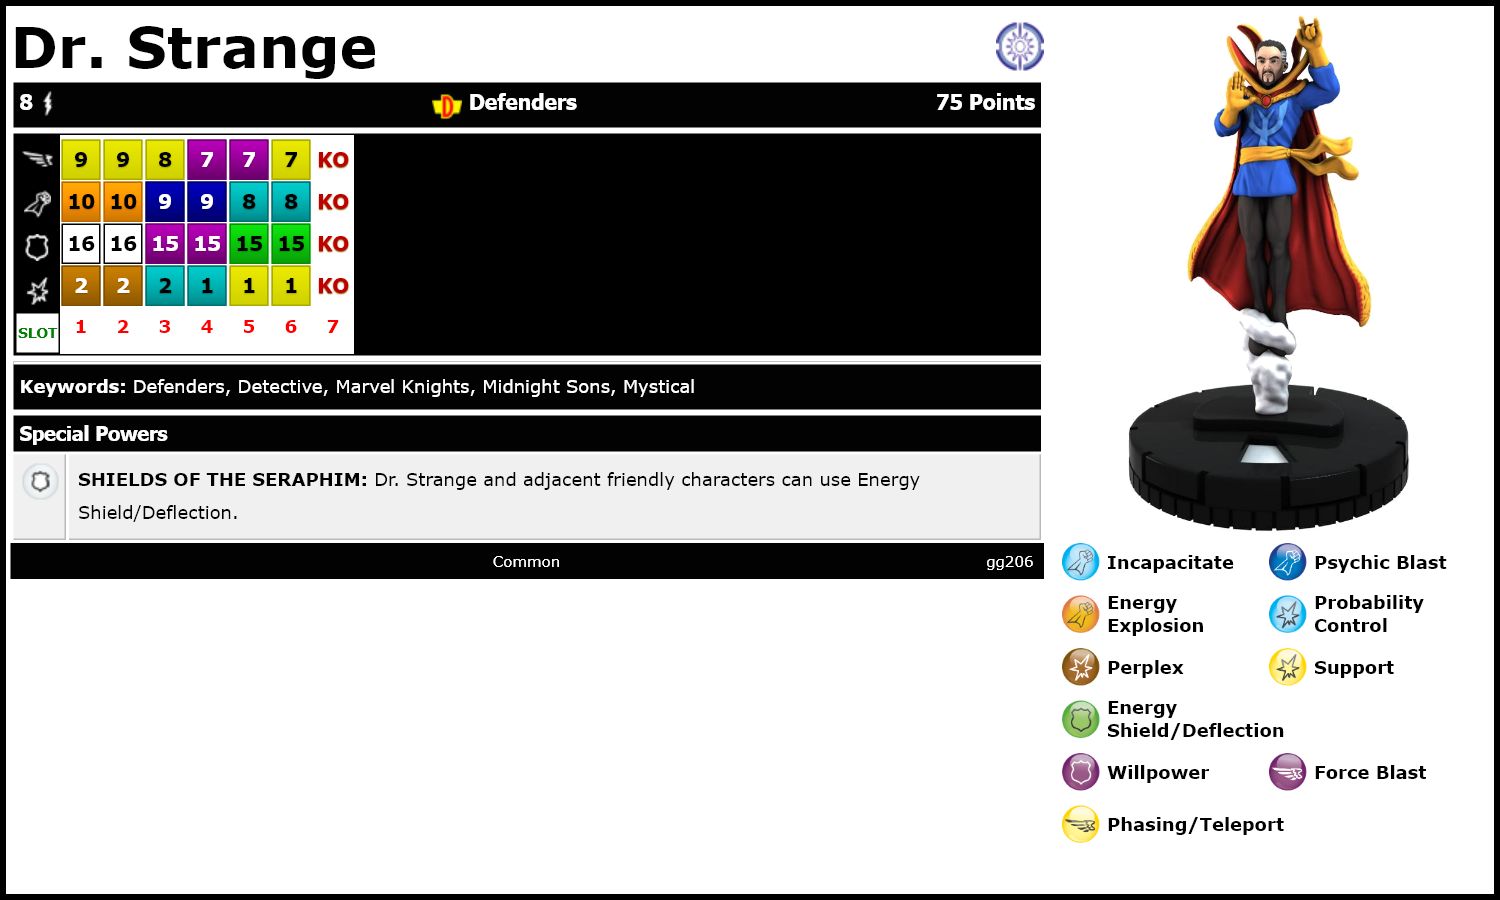 Dr. Strange
8 Defenders 75 Points
9 9 8 7 7 7 KO
10 10 9 9 8 8 KO
16 16 15 15 15 15 KO
2 2 2 1 1 1 KO
SLOT 1 2 3 4 5 6 7
Keywords: Defenders, Detective, Marvel Knights, Midnight Sons, Mystical
Special Powers
SHIELDS OF THE SERAPHIM: Dr. Strange and adjacent friendly characters can use Energy
Shield/Deflection.
Common gg206
Incapacitate Psychic Blast
Energy
Explosion
Probability
Control
Perplex Support
Energy
Shield/Deflection
Willpower Force Blast
Phasing/Teleport